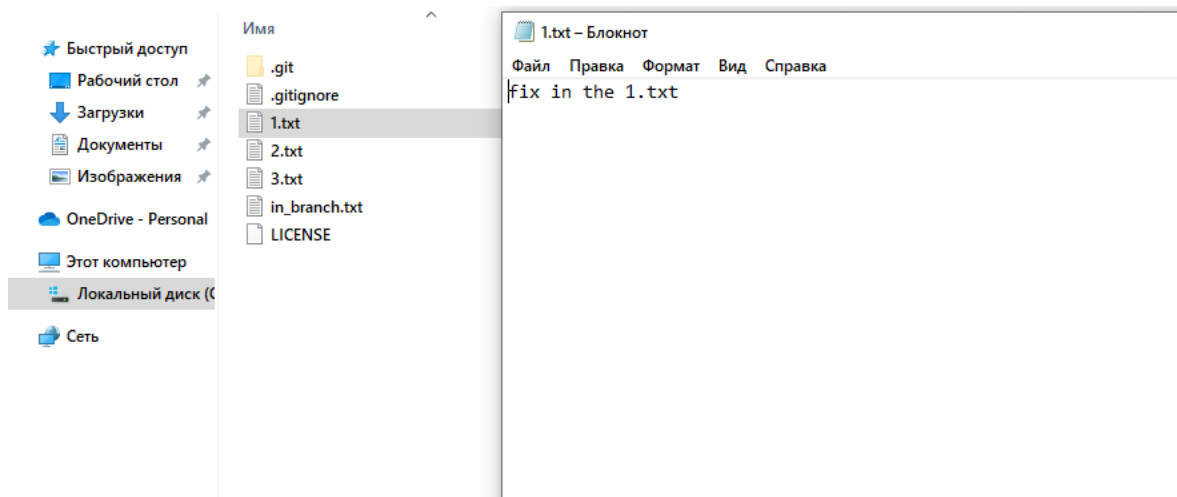 Быстрый доступ
Рабочий стол
Загрузки
Документы
Изображения
OneDrive - Personal
Этот компьютер
Локальный диск (
Сеть
Имя
.git
.gitignore
1.txt
2.txt
3.txt
in_branch.txt
LICENSE
1.txt – Блокнот
Файл Правка Формат Вид Справка
fix in the 1.txt